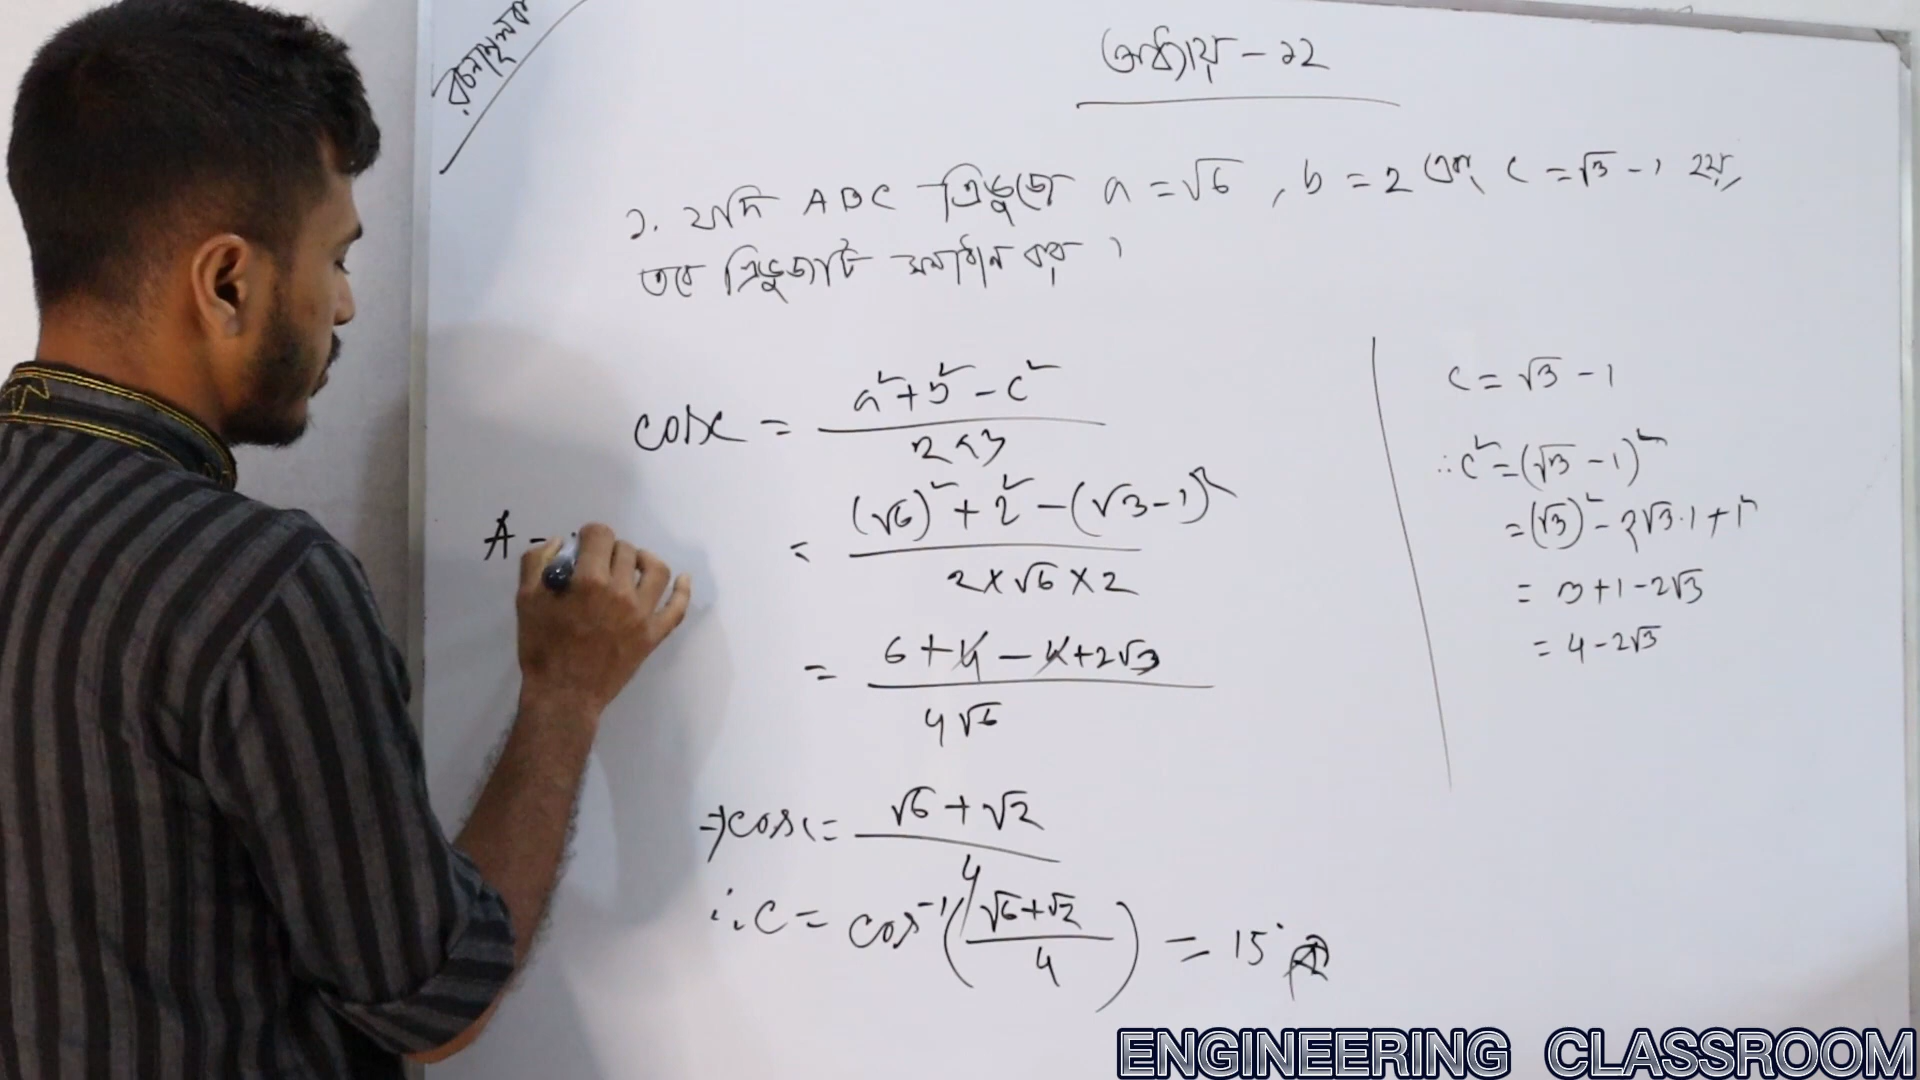 রচনামূলক
অধ্যায় - ১২
১. যদি ABC ত্রিভুজে a = √6 , b = 2 এবং c = √3 - 1 হয়,
তবে ত্রিভুজটি সমাধান কর ।
cosc = a² + b² - c² / 2ab
= (√6)² + 2² - (√3-1)² / 2 × √6 × 2
= 6 + 4 - 4 + 2√3 / 4√6
⇒ cosc = √6 + √2 / 4
∴ C = cos⁻¹ (√6+√2 / 4) = 15°
A =
c = √3 - 1
∴ c² = (√3 - 1)²
= (√3)² - 2√3.1 + 1²
= 3 + 1 - 2√3
= 4 - 2√3
ENGINEERING CLASSROOM